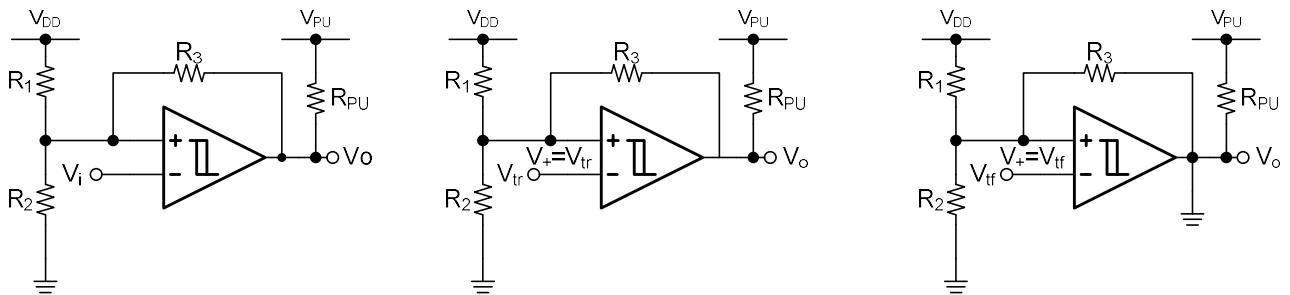 VDD
VPU
R1
R3
RPU
+
Vi
−
Vo
R2
VDD
VPU
R1
R3
RPU
+
V+=Vtr
Vtr
−
Vo
R2
VDD
VPU
R1
R3
RPU
+
V+=Vtf
Vtf
−
Vo
R2